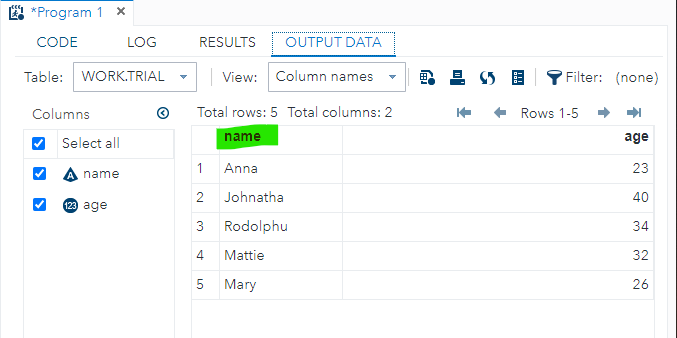 *Program 1 ×
CODE LOG RESULTS OUTPUT DATA
Table: WORK.TRIAL View: Column names Filter: (none)
Columns Total rows: 5 Total columns: 2 Rows 1-5
Select all name age
name 1 Anna 23
age 2 Johnatha 40
3 Rodolphu 34
4 Mattie 32
5 Mary 26